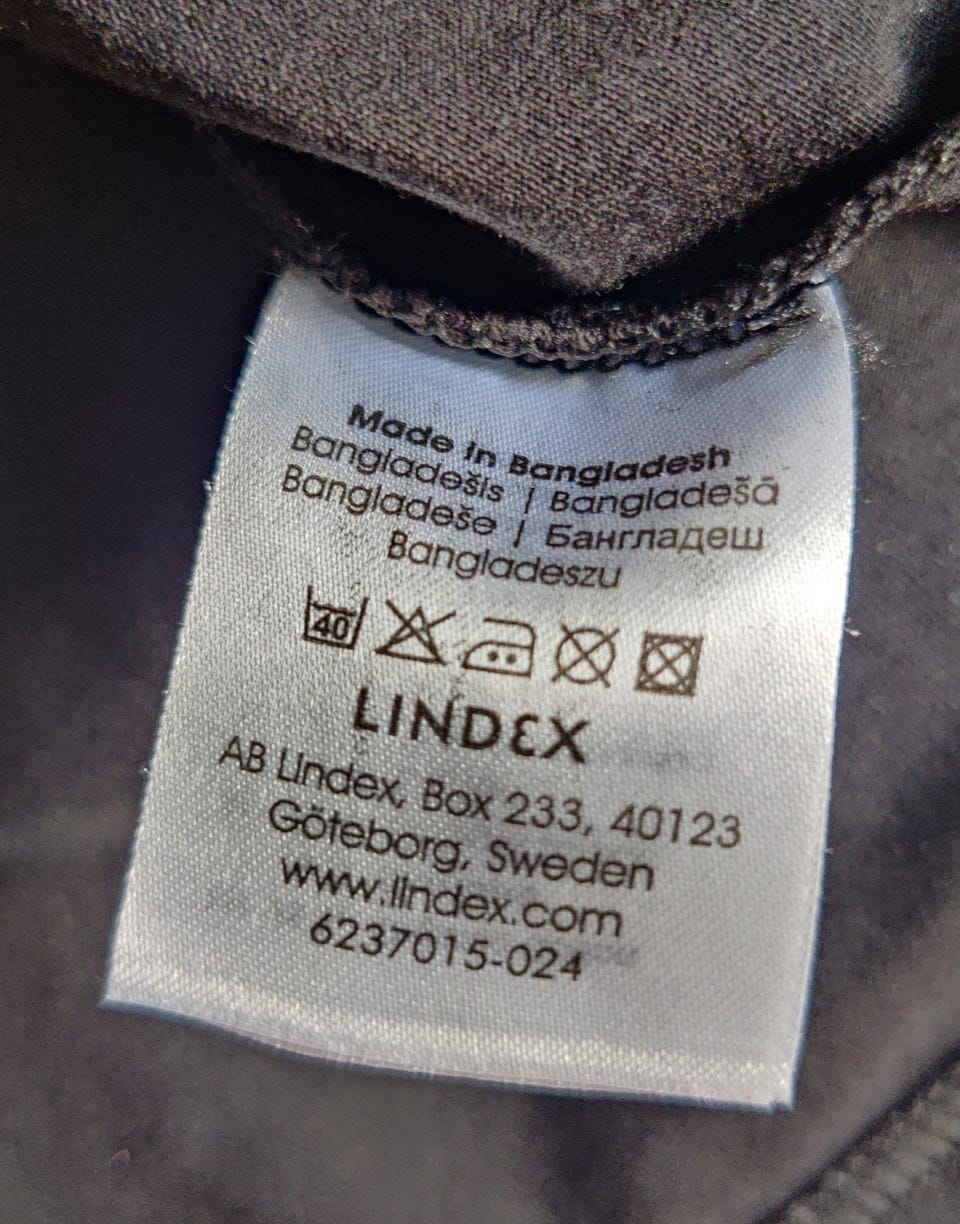 Made in Bangladesh
Bangladešis | Bangladešā
Bangladeše | Бангладеш
Bangladeszu
40
LINDEX
AB Lindex, Box 233, 40123
Göteborg, Sweden
www.lindex.com
6237015-024